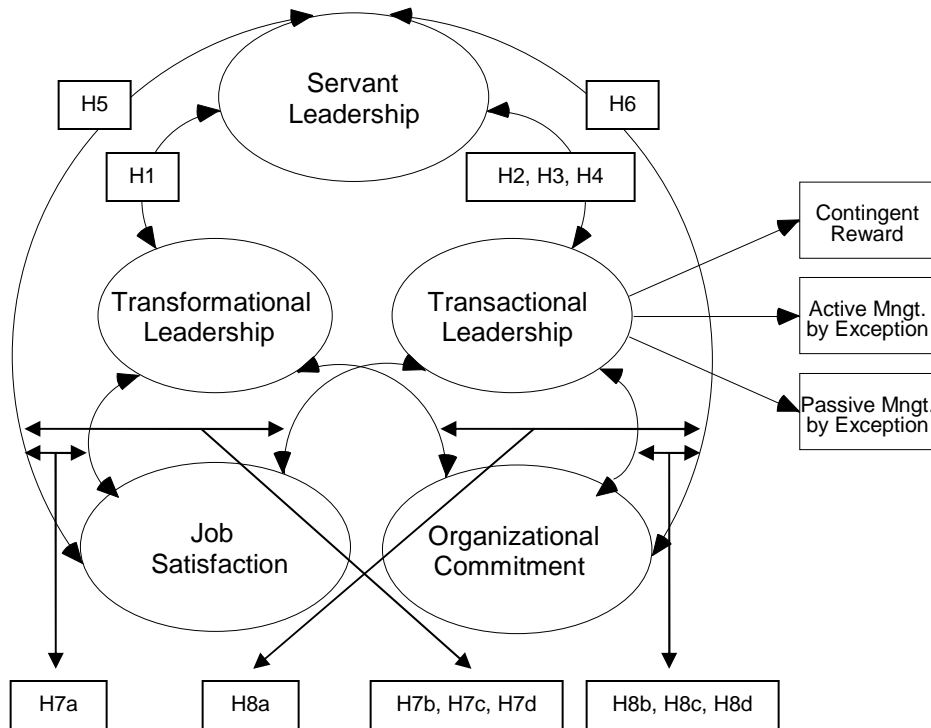 Servant
Leadership
H5
H6
H1
H2, H3, H4
Contingent
Reward
Transformational
Leadership
Transactional
Leadership
Active Mngt.
by Exception
Passive Mngt.
by Exception
Job
Satisfaction
Organizational
Commitment
H7a
H8a
H7b, H7c, H7d
H8b, H8c, H8d